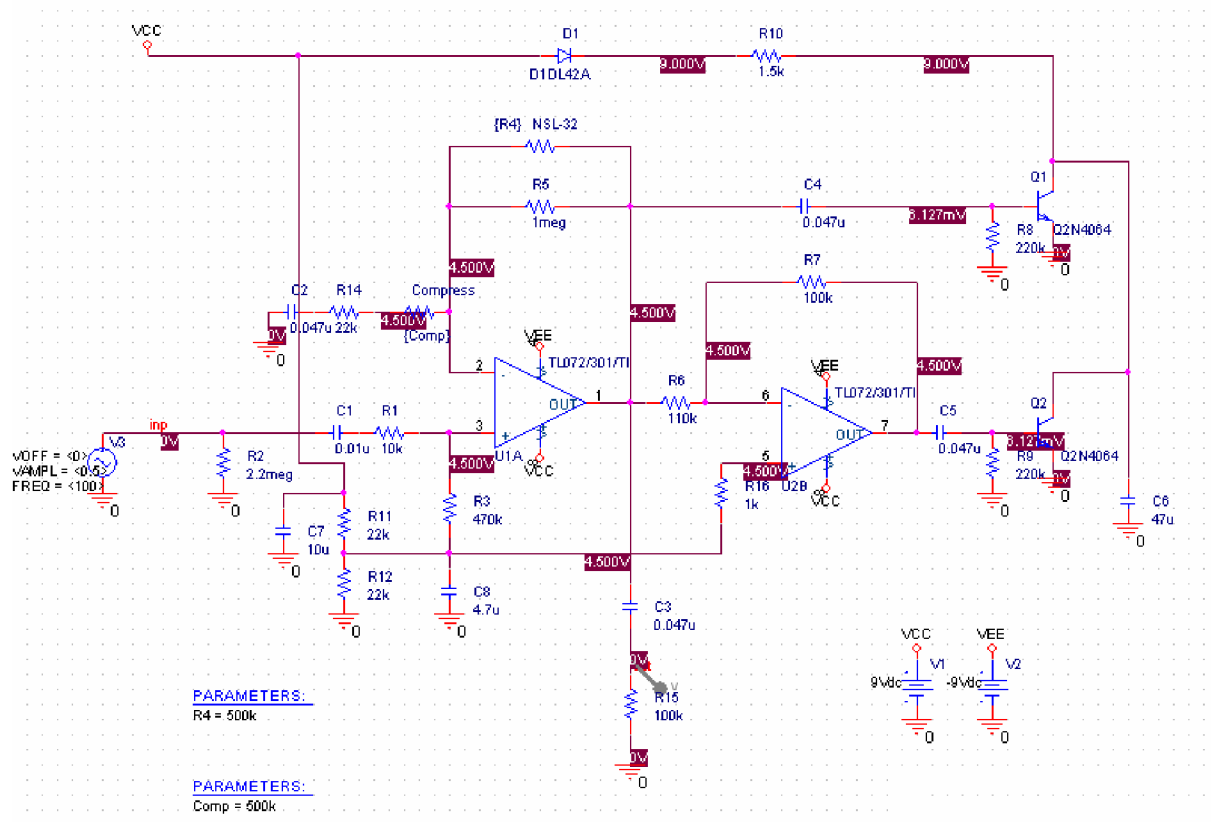 VCC
D1
D1DL42A
9.000V
R10
1.5k
9.000V
{R4} NSL-32
R5
1meg
Q1
Q2N4064
C4
0.047u
6.127mV
R8
220k
0V
0
R7
100k
4.500V
C2
0.047u
R14
22k
Compress
4.500V
{Comp}
0V
0
4.500V
4.500V
4.500V
VEE
TL072/301/TI
2
-
OUT
1
3
+
U1A
VCC
R6
110k
VEE
TL072/301/TI
6
-
OUT
7
5
+
U2B
VCC
4.500V
C5
0.047u
Q2
Q2N4064
6.127mV
R9
220k
0V
0
inp
0V
V3
VOFF = <0>
VAMPL = <0.5>
FREQ = <100>
0
R2
2.2meg
0
C1
0.01u
R1
10k
4.500V
R3
470k
R16
1k
C6
47u
0
C7
10u
0
R11
22k
R12
22k
0
C8
4.7u
0
4.500V
C3
0.047u
0V
V
R15
100k
0V
0
VCC
V1
9Vdc
0
VEE
V2
-9Vdc
0
PARAMETERS:
R4 = 500k
PARAMETERS:
Comp = 500k